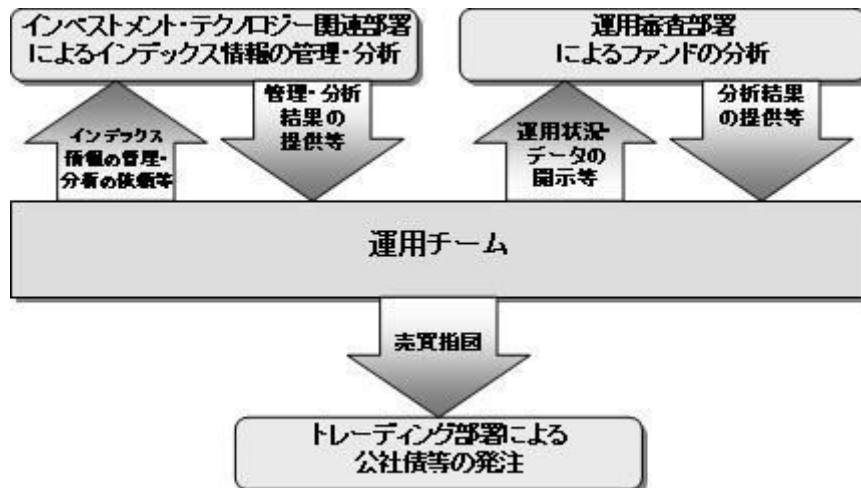 インベストメント・テクノロジー関連部署
によるインデックス情報の管理・分析
運用審査部署
によるファンドの分析
インデックス
情報の管理・
分析の依頼等
管理・分析
結果の
提供等
運用状況・
データの
開示等
分析結果
の提供等
運用チーム
売買指図
トレーディング部署による
公社債等の発注